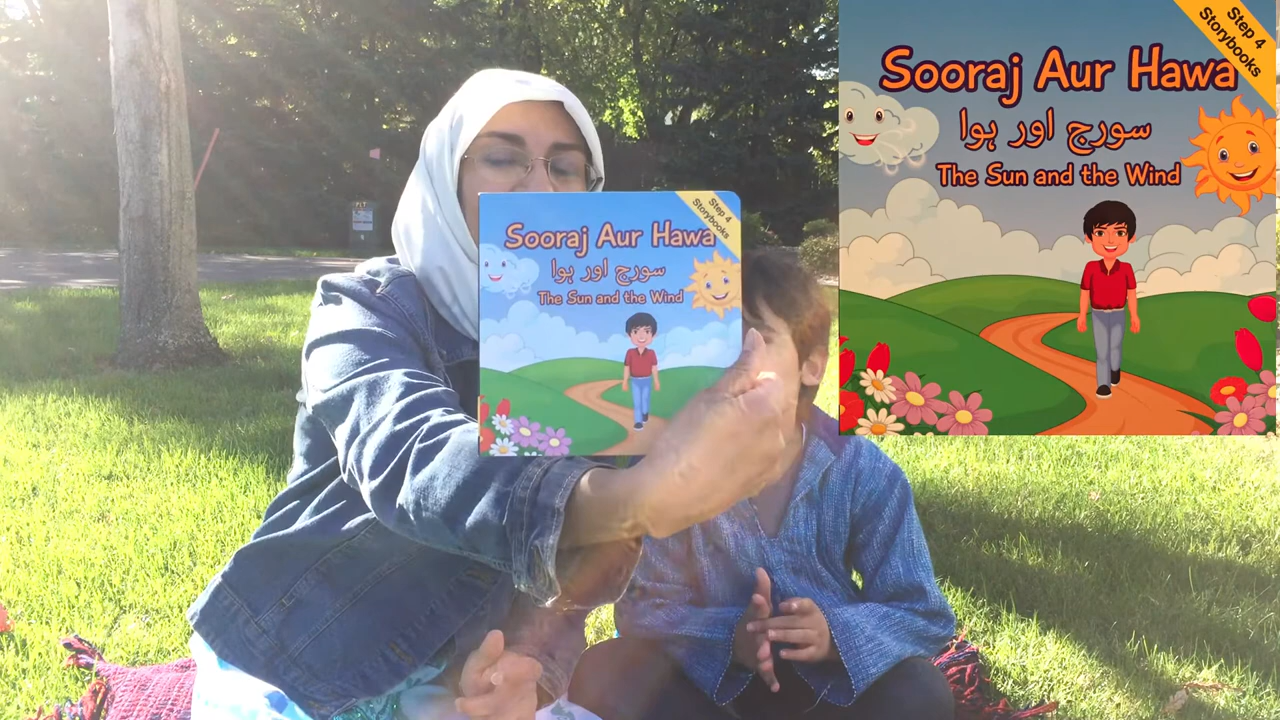 Step 4
Storybooks
Sooraj Aur Hawa
سورج اور ہوا
The Sun and the Wind
Step 4
Storybooks
Sooraj Aur Hawa
سورج اور ہوا
The Sun and the Wind